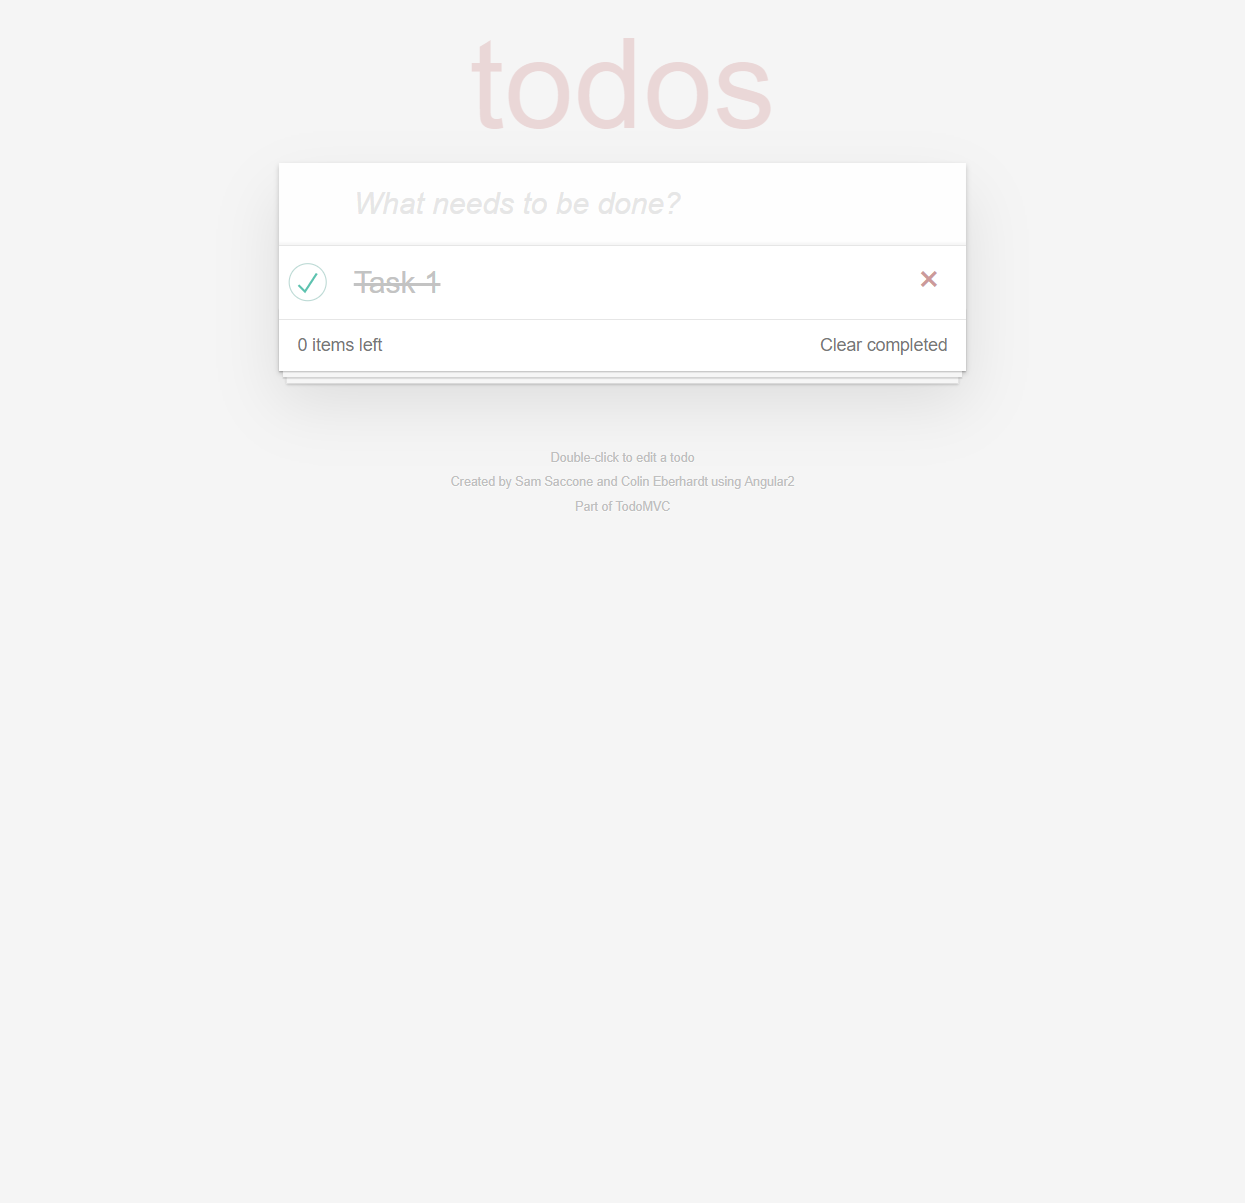 todos
What needs to be done?
Task 1
0 items left
Clear completed
Double-click to edit a todo
Created by Sam Saccone and Colin Eberhardt using Angular2
Part of TodoMVC